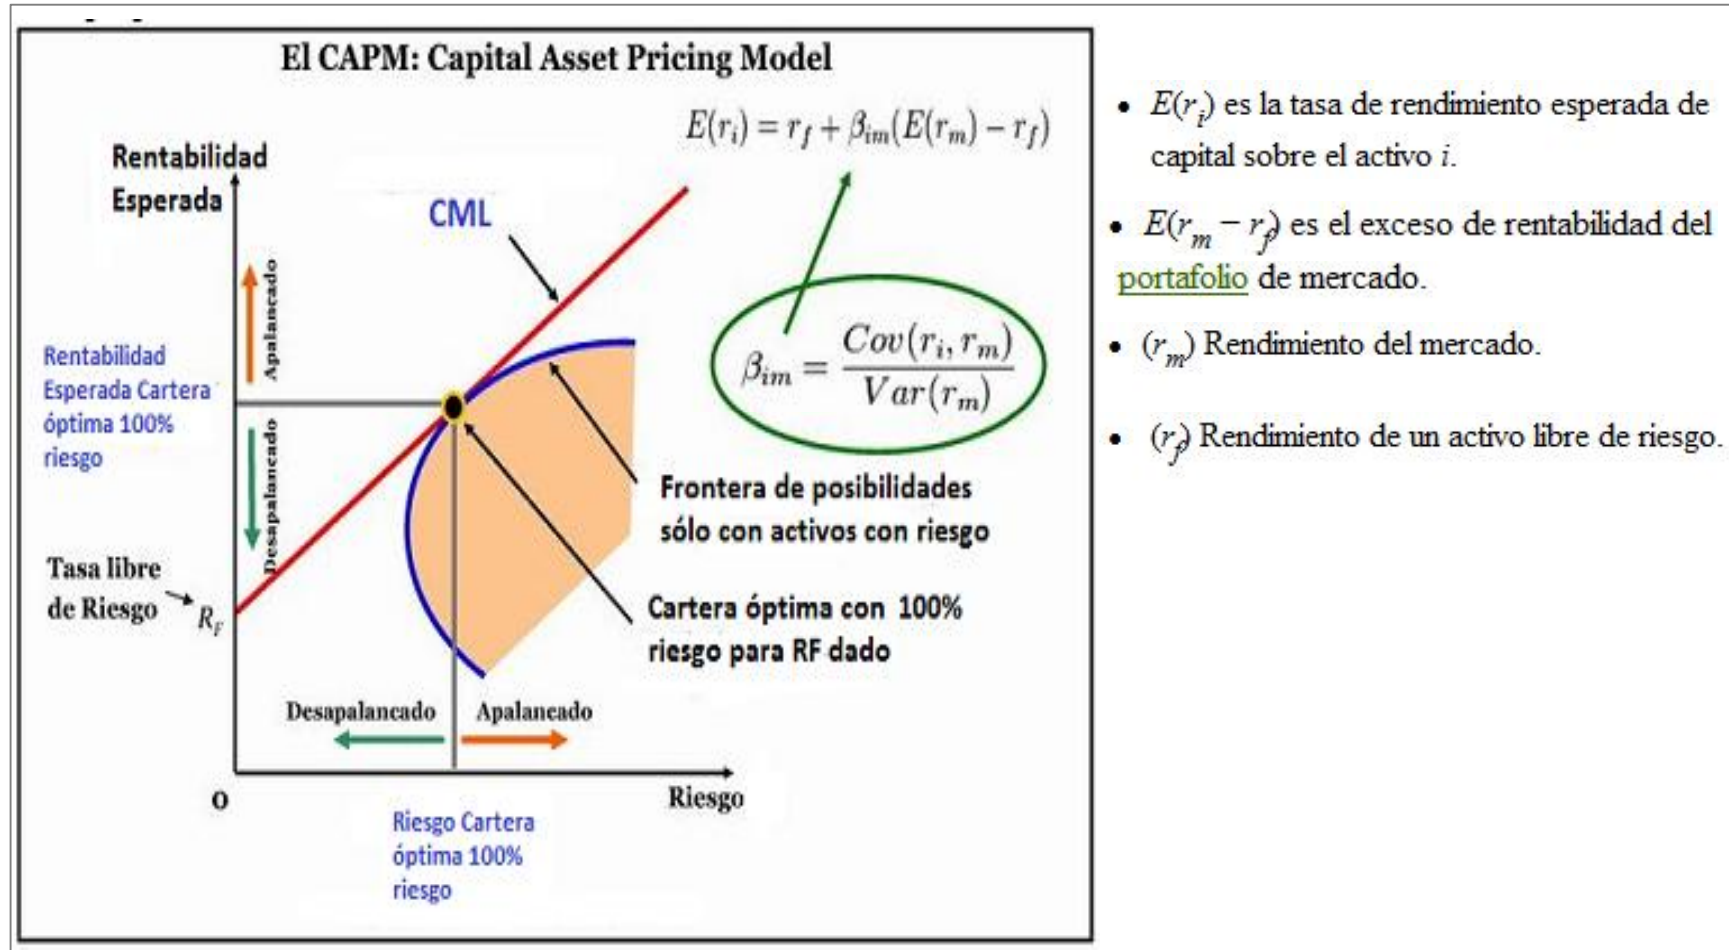 El CAPM: Capital Asset Pricing Model
E(r_i) = r_f + β_im(E(r_m) − r_f)
Rentabilidad
Esperada
CML
Apalancado
Rentabilidad
Esperada Cartera
óptima 100%
riesgo
Desapalancado
β_im = Cov(r_i, r_m) / Var(r_m)
Frontera de posibilidades
sólo con activos con riesgo
Tasa libre
de Riesgo
R_F
Cartera óptima con 100%
riesgo para RF dado
Desapalancado
Apalancado
0
Riesgo
Riesgo Cartera
óptima 100%
riesgo
• E(r_i) es la tasa de rendimiento esperada de
capital sobre el activo i.
• E(r_m − r_f) es el exceso de rentabilidad del
portafolio de mercado.
• (r_m) Rendimiento del mercado.
• (r_f) Rendimiento de un activo libre de riesgo.